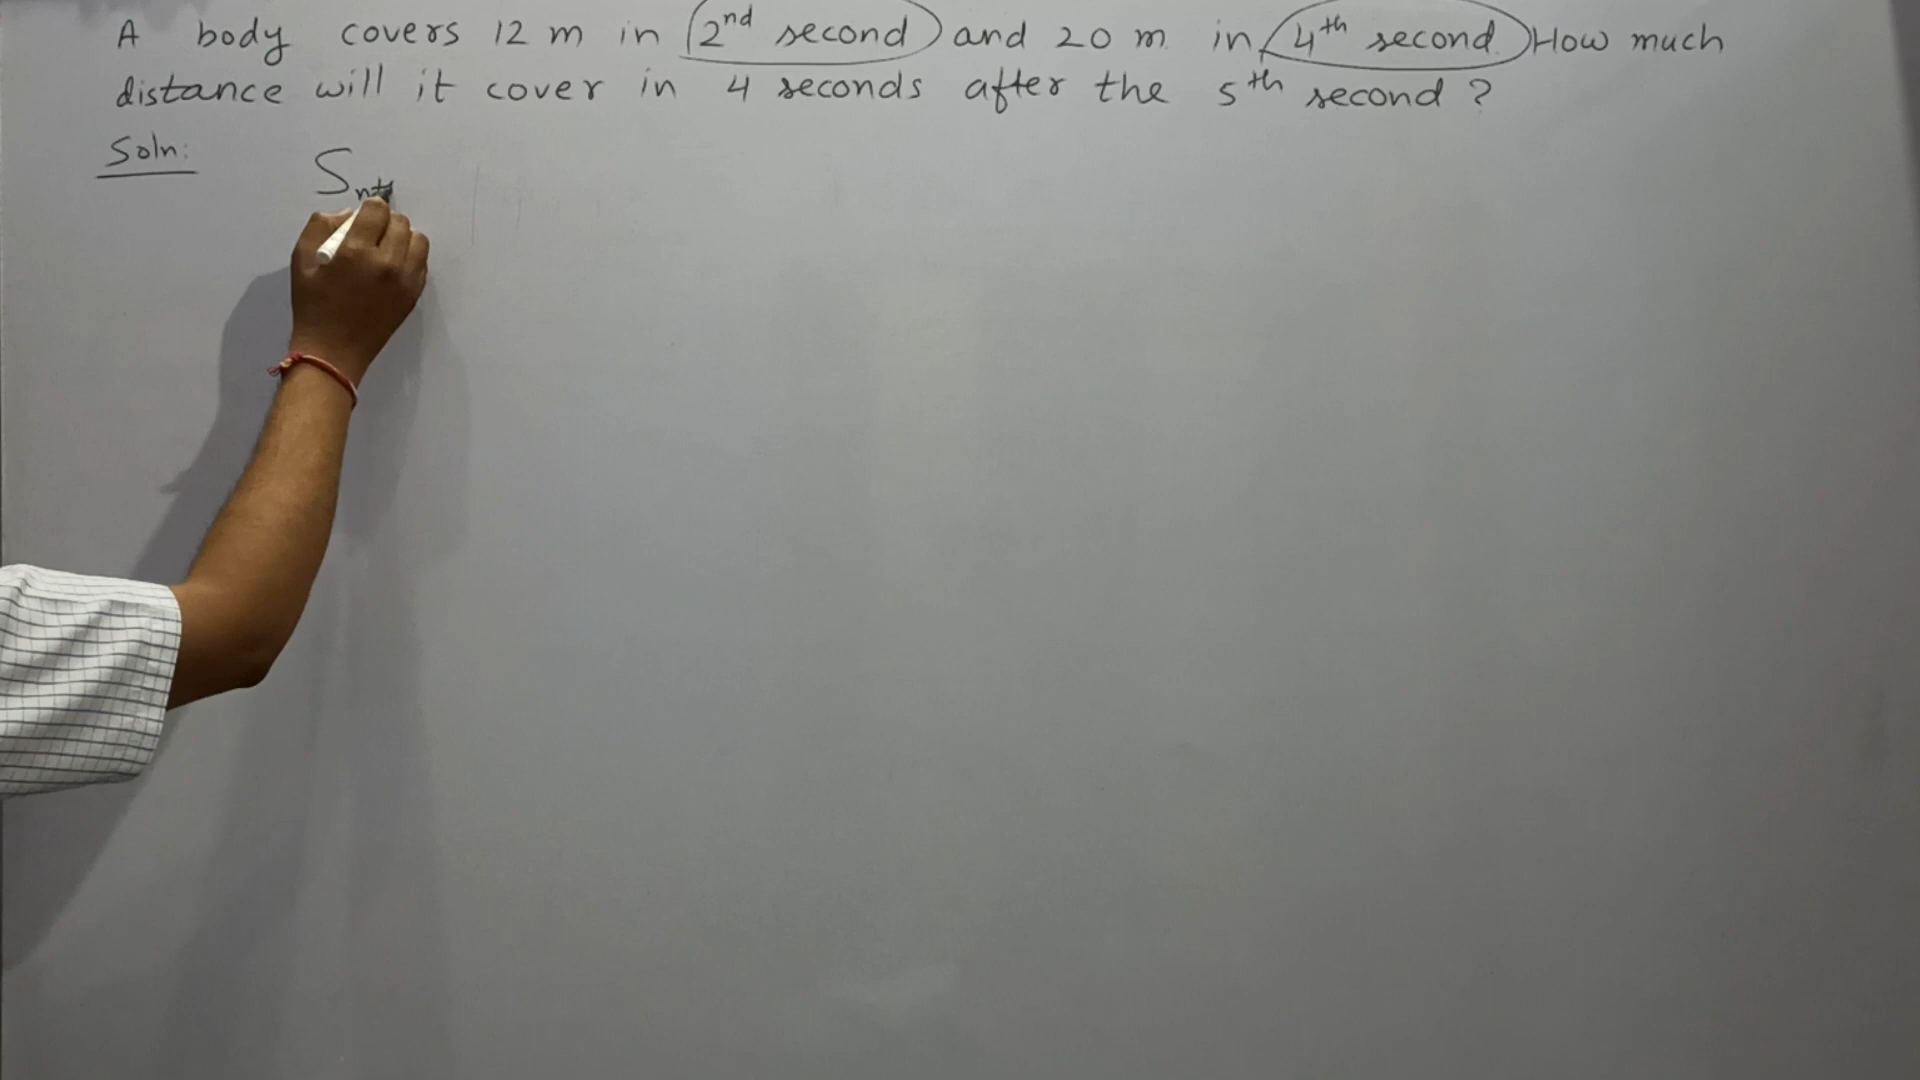 A body covers 12 m in 2nd second and 20 m in 4th second. How much
distance will it cover in 4 seconds after the 5th second ?
Soln:
Snt